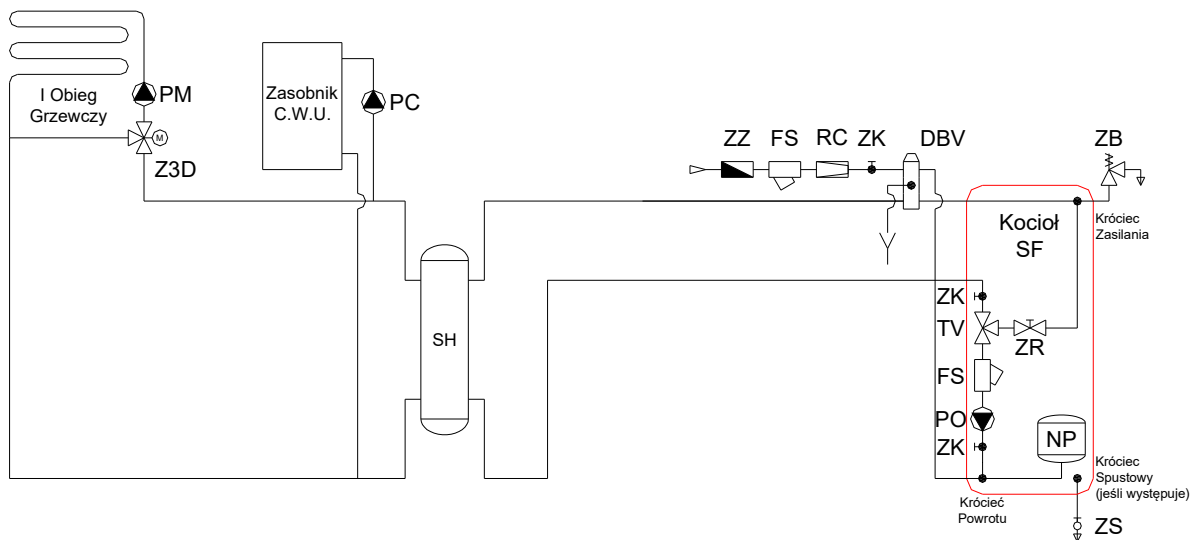 I Obieg
Grzewczy
PM
M
Z3D
Zasobnik
C.W.U.
PC
ZZ
FS
RC
ZK
DBV
ZB
Króciec
Zasilania
Kocioł
SF
SH
ZK
TV
ZR
FS
PO
ZK
NP
Króciec
Spustowy
(jeśli występuje)
Krócieć
Powrotu
ZS